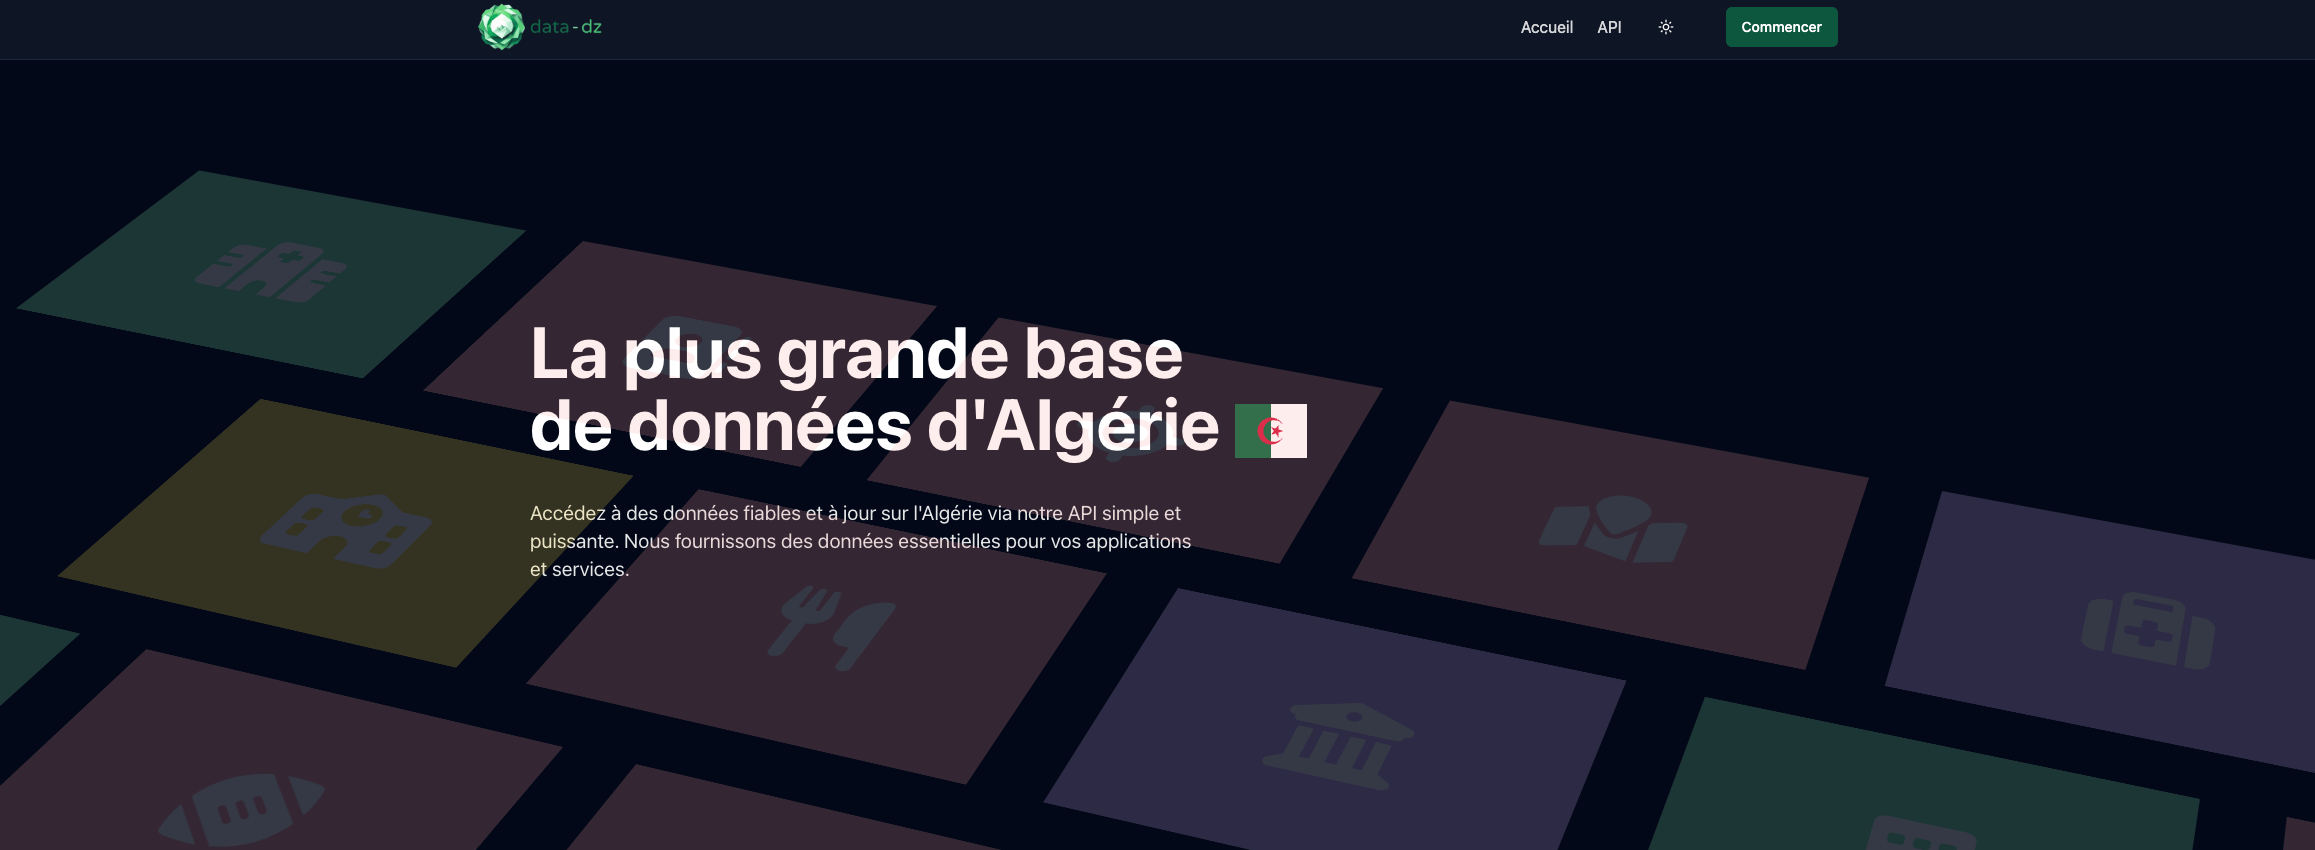 data-dz
Accueil
API
Commencer
La plus grande base
de données d'Algérie
Accédez à des données fiables et à jour sur l'Algérie via notre API simple et
puissante. Nous fournissons des données essentielles pour vos applications
et services.